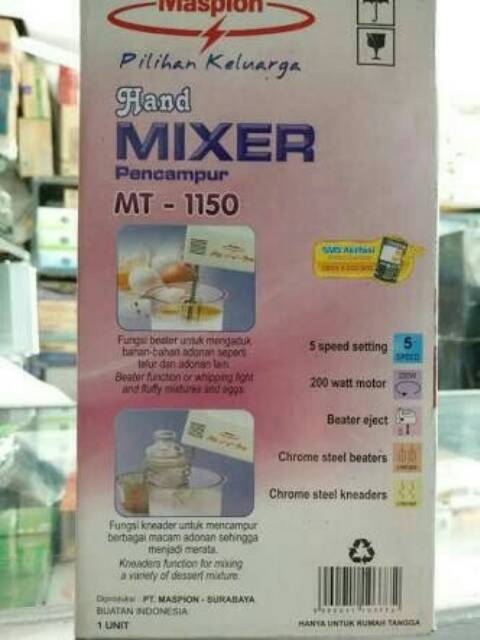 Maspion
Pilihan Keluarga
Hand
MIXER
Pencampur
MT - 1150
SMS Aktifasi
Fungsi beater untuk mengaduk
bahan-bahan adonan seperti
telur dan adonan lain.
Beater function or whipping light
and fluffy mixtures and eggs.
5 speed setting
5
SPEED
200 watt motor
200W
Beater eject
Chrome steel beaters
Chrome steel kneaders
Fungsi kneader untuk mencampur
berbagai macam adonan sehingga
menjadi merata.
Kneaders function for mixing
a variety of dessert mixture.
Diproduksi : PT. MASPION - SURABAYA
BUATAN INDONESIA
1 UNIT
HANYA UNTUK RUMAH TANGGA